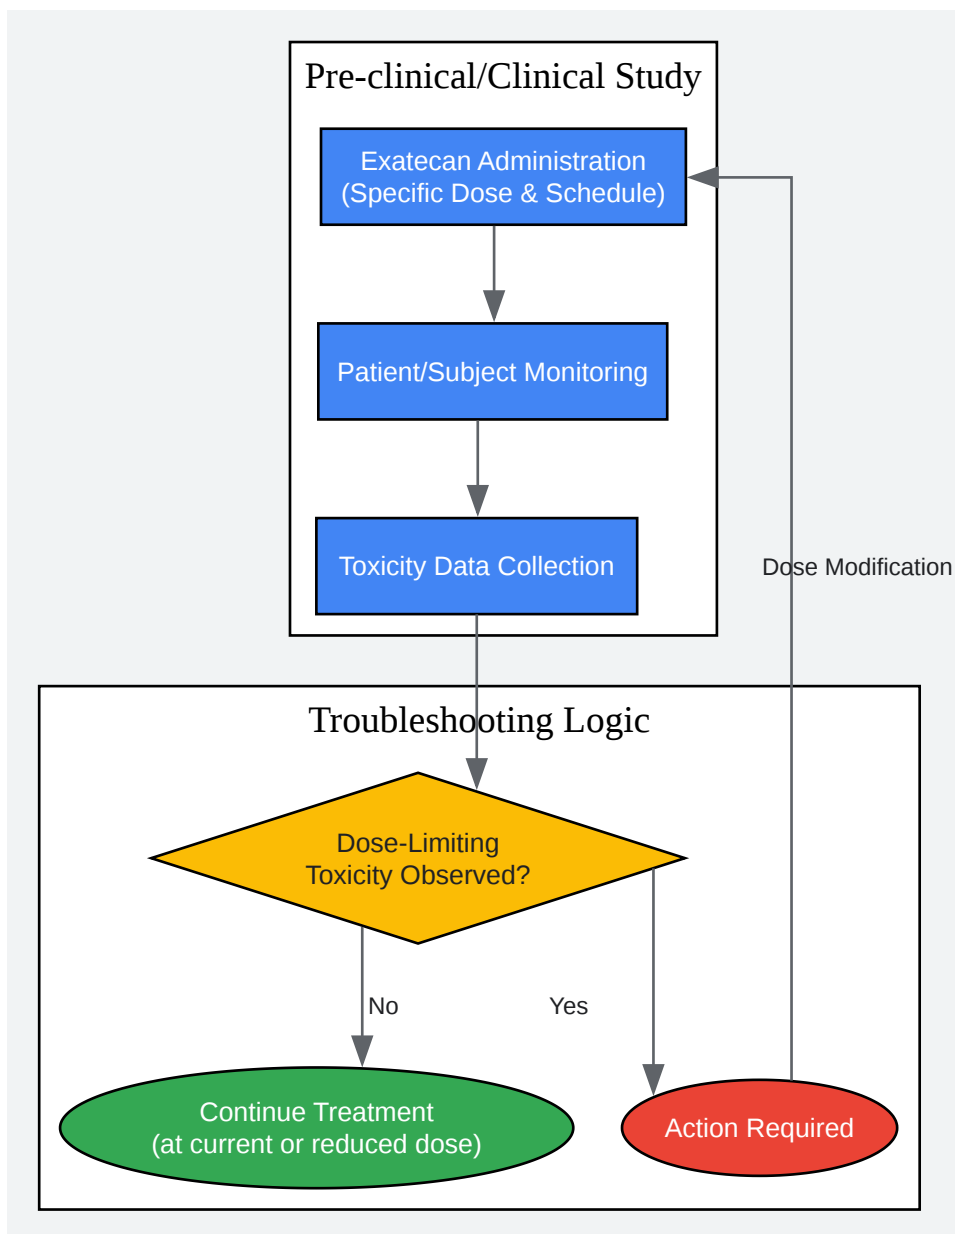 Pre-clinical/Clinical Study
Exatecan Administration
(Specific Dose & Schedule)
Patient/Subject Monitoring
Toxicity Data Collection
Dose Modification
Troubleshooting Logic
Dose-Limiting
Toxicity Observed?
No
Yes
Continue Treatment
(at current or reduced dose)
Action Required